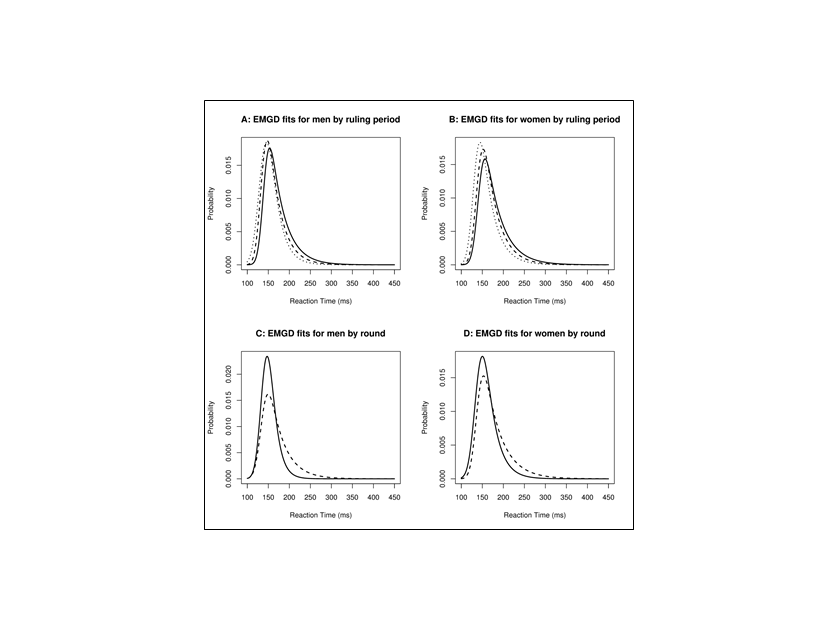 A: EMGD fits for men by ruling period
Probability
0.000 0.005 0.010 0.015
100 150 200 250 300 350 400 450
Reaction Time (ms)
B: EMGD fits for women by ruling period
Probability
0.000 0.005 0.010 0.015
100 150 200 250 300 350 400 450
Reaction Time (ms)
C: EMGD fits for men by round
Probability
0.000 0.005 0.010 0.015 0.020
100 150 200 250 300 350 400 450
Reaction Time (ms)
D: EMGD fits for women by round
Probability
0.000 0.005 0.010 0.015
100 150 200 250 300 350 400 450
Reaction Time (ms)